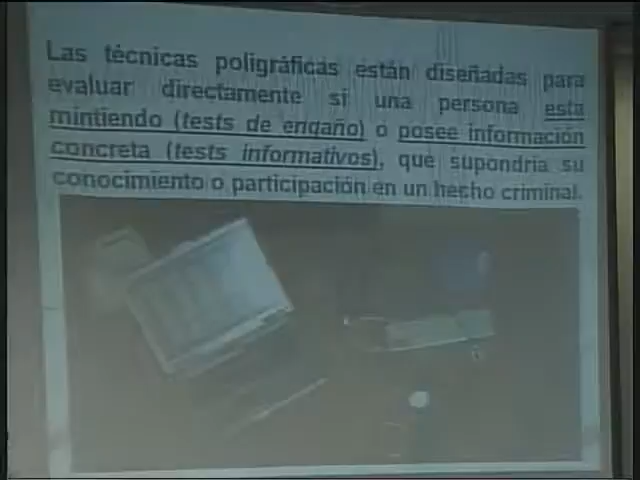 Las técnicas poligráficas están diseñadas para
evaluar directamente si una persona esta
mintiendo (tests de engaño) o posee información
concreta (tests informativos), que supondría su
conocimiento o participación en un hecho criminal.